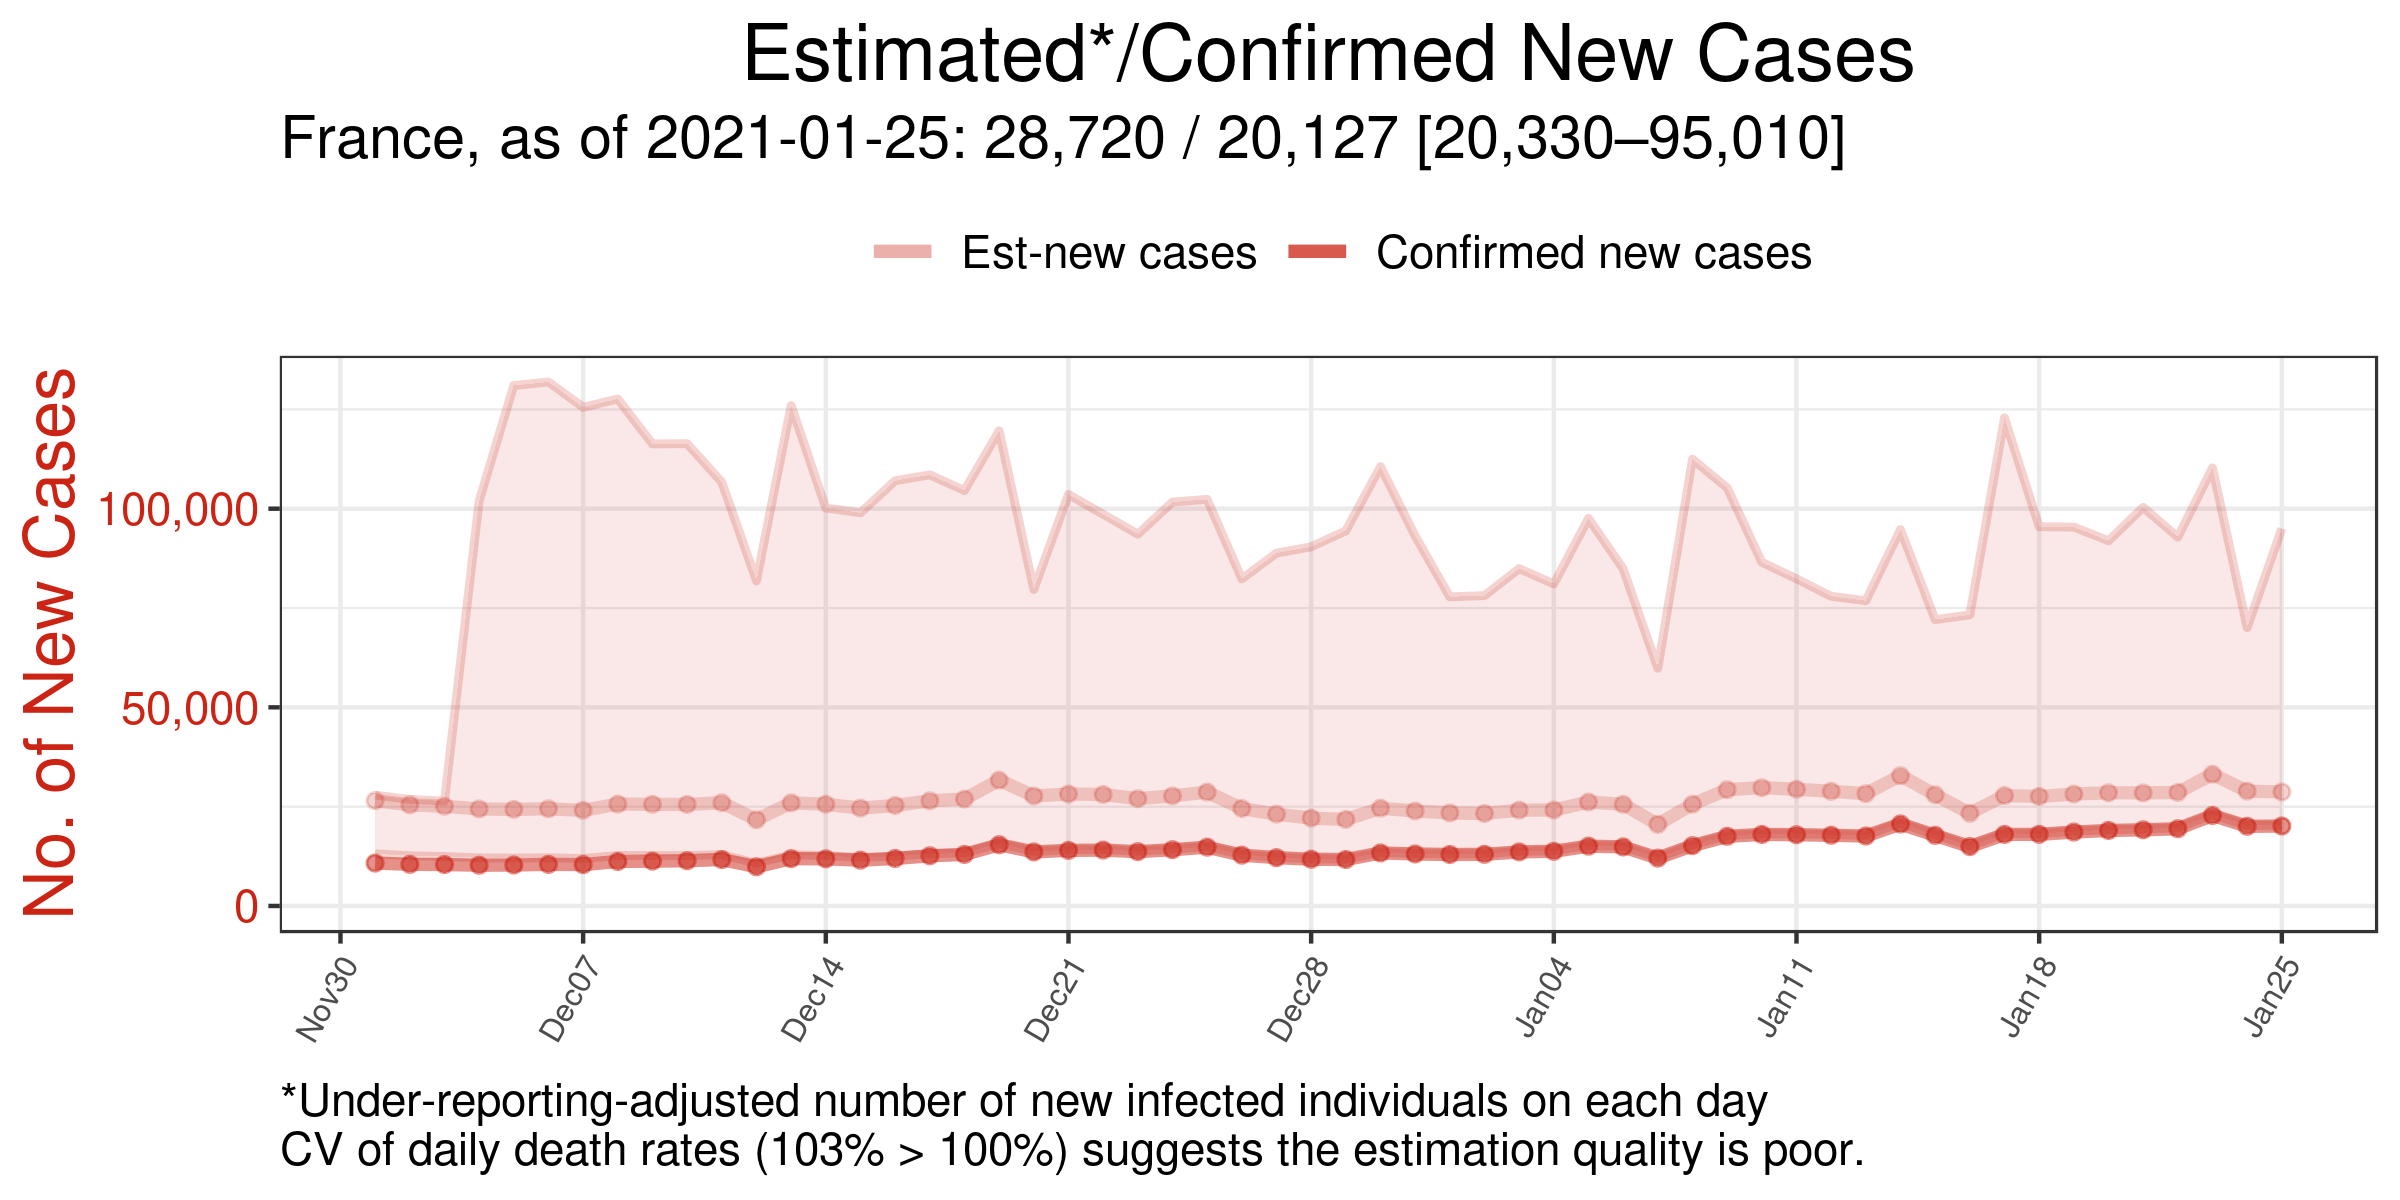 Estimated*/Confirmed New Cases
France, as of 2021-01-25: 28,720 / 20,127 [20,330–95,010]
Est-new cases
Confirmed new cases
No. of New Cases
100,000
50,000
0
Nov30
Dec07
Dec14
Dec21
Dec28
Jan04
Jan11
Jan18
Jan25
*Under-reporting-adjusted number of new infected individuals on each day
CV of daily death rates (103% > 100%) suggests the estimation quality is poor.